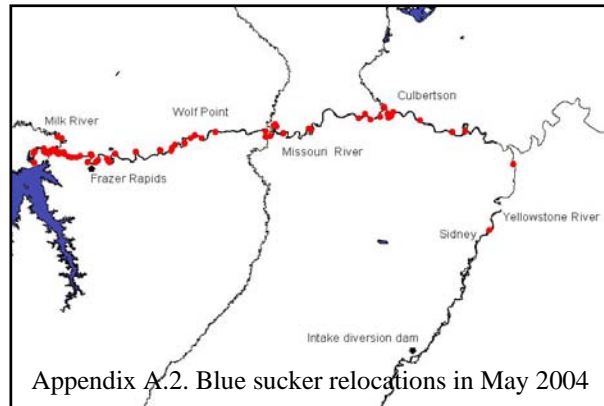 Culbertson
Wolf Point
Milk River
Missouri River
Frazer Rapids
Yellowstone River
Sidney
Intake diversion dam
Appendix A.2. Blue sucker relocations in May 2004